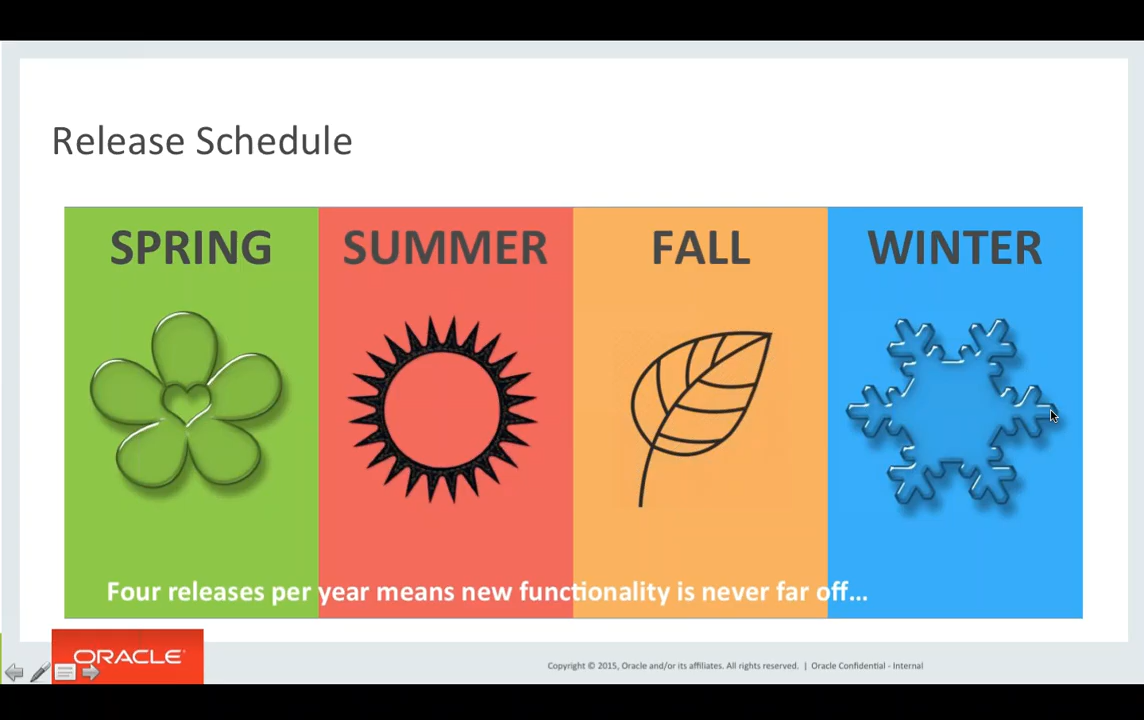 Release Schedule
SPRING SUMMER FALL WINTER
Four releases per year means new functionality is never far off...
ORACLE
Copyright © 2015, Oracle and/or its affiliates. All rights reserved. | Oracle Confidential - Internal